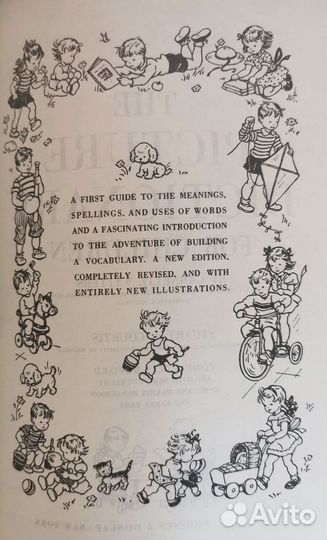 A FIRST GUIDE TO THE MEANINGS,
SPELLINGS, AND USES OF WORDS
AND A FASCINATING INTRODUCTION
TO THE ADVENTURE OF BUILDING
A VOCABULARY. A NEW EDITION,
COMPLETELY REVISED, AND WITH
ENTIRELY NEW ILLUSTRATIONS.
Avito